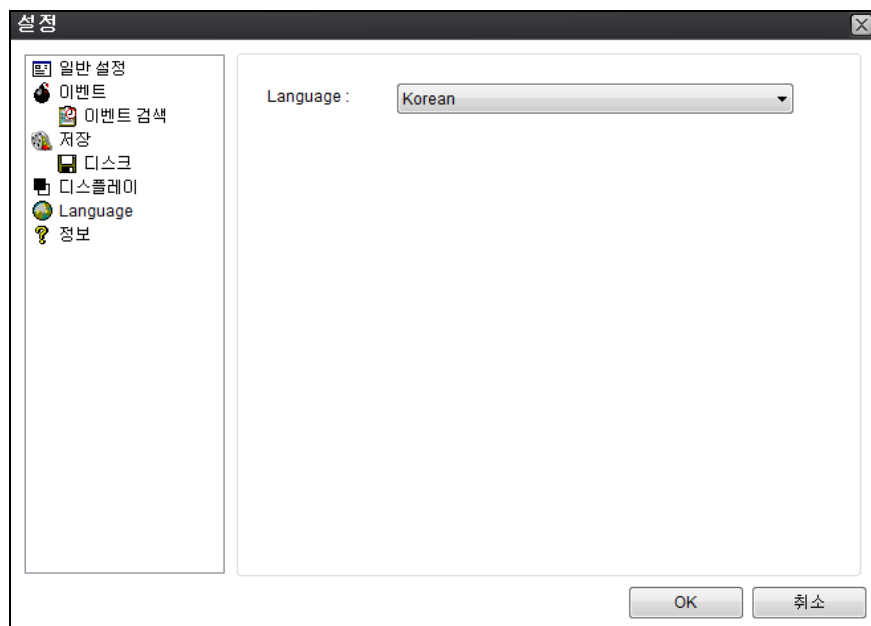 설정
일반 설정
이벤트
이벤트 검색
저장
디스크
디스플레이
Language
정보
Language :
Korean
OK
취소